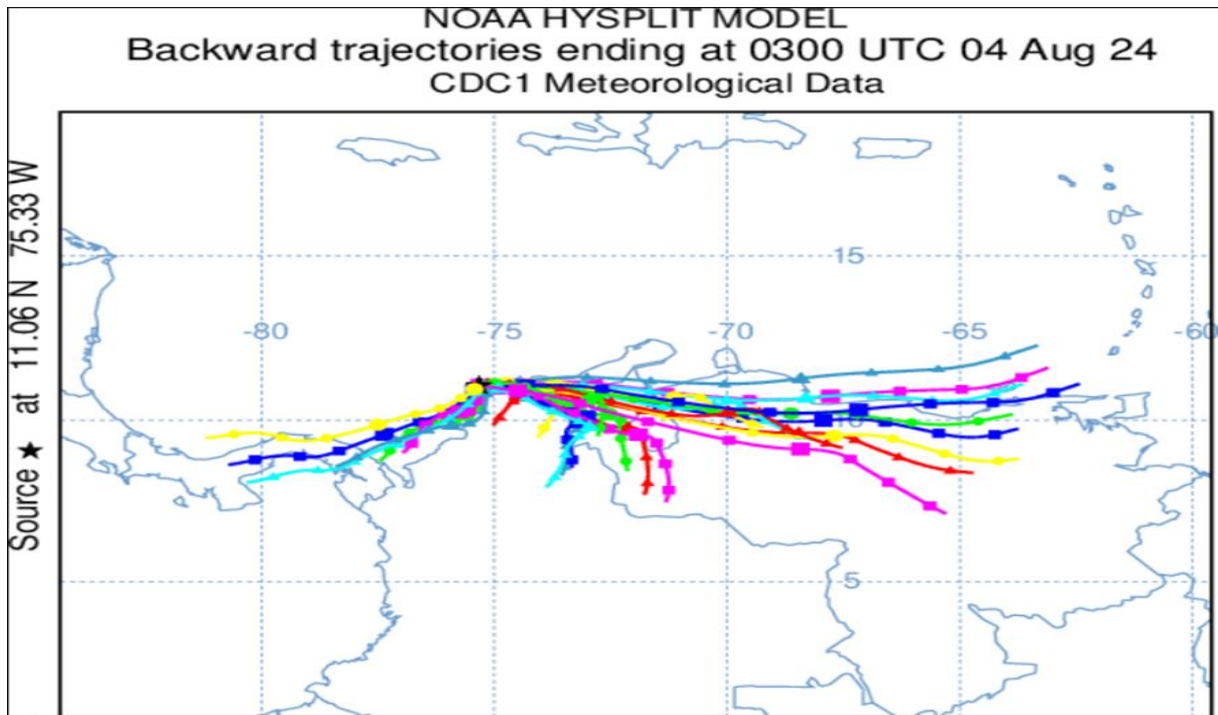 NOAA HYSPLIT MODEL
Backward trajectories ending at 0300 UTC 04 Aug 24
CDC1 Meteorological Data
Source ★ at 11.06 N 75.33 W
15
-80
-75
-70
-65
-60
5